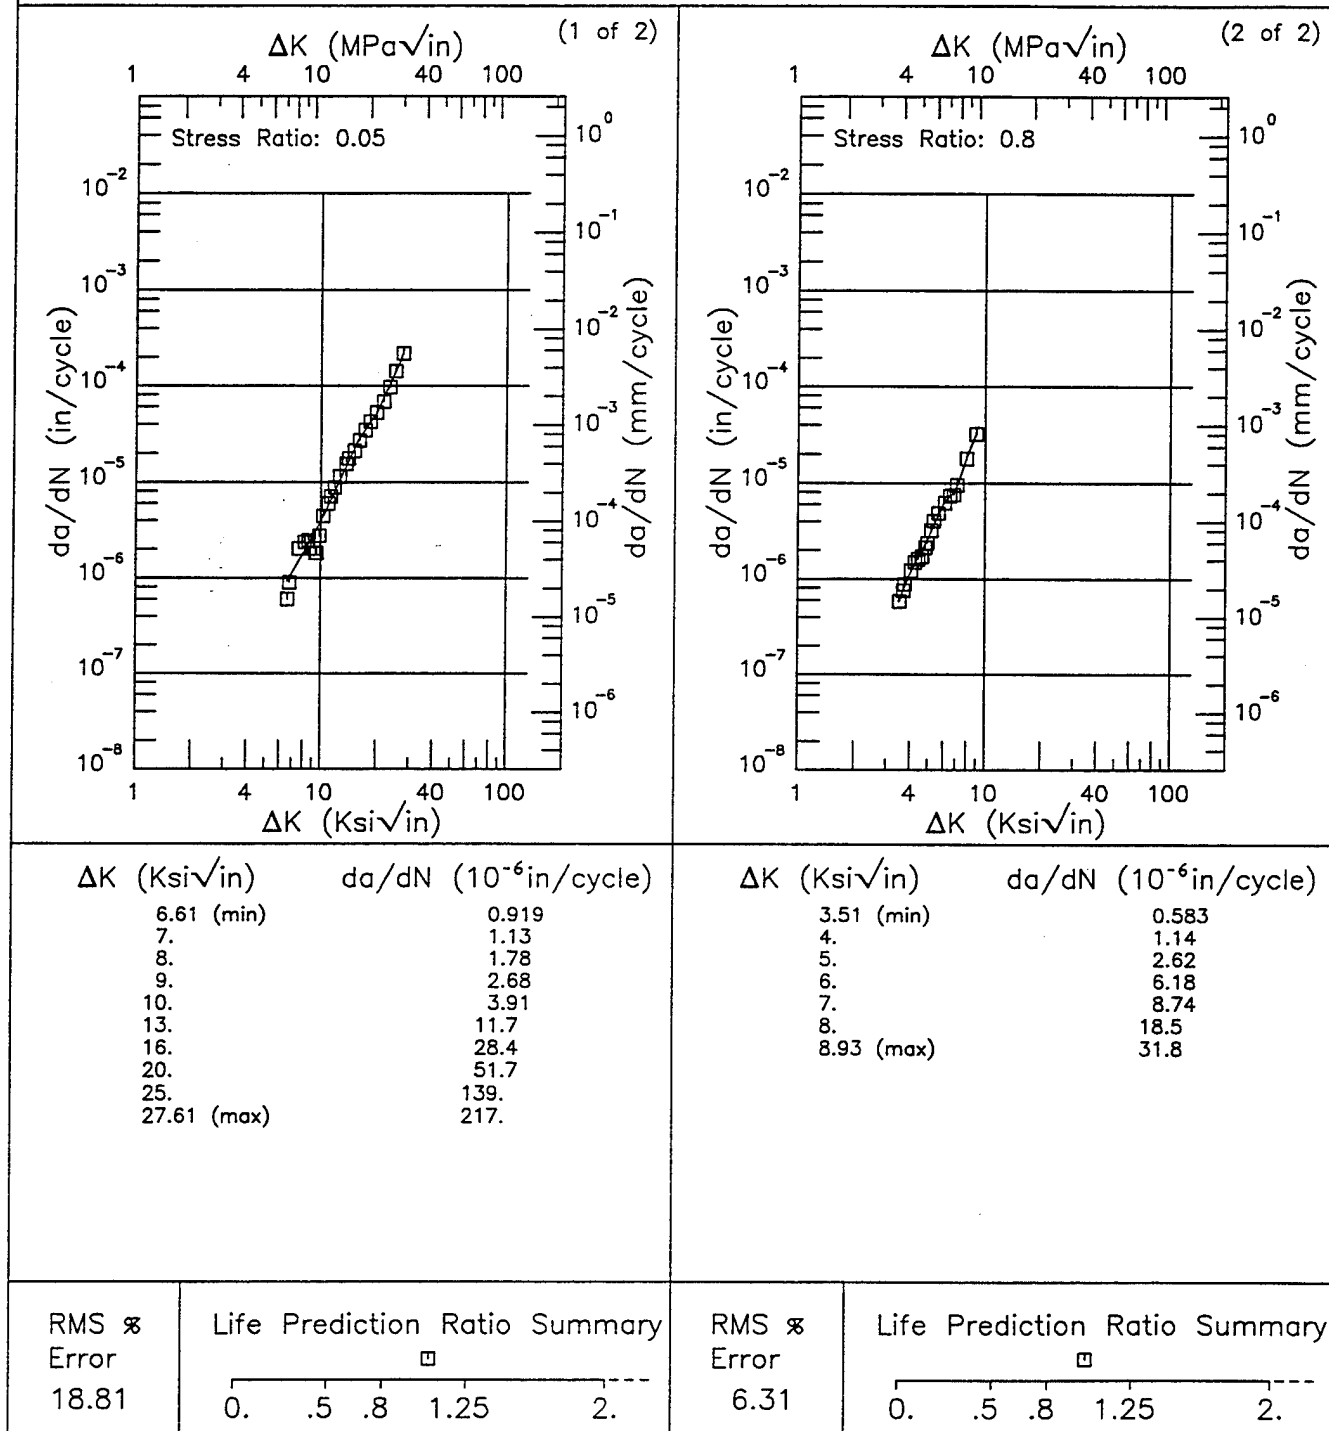 (1 of 2)
ΔK (MPa√in)
1 4 10 40 100
Stress Ratio: 0.05
10⁰
10⁻²
10⁻¹
10⁻³
10⁻²
10⁻⁴
10⁻³
10⁻⁵
10⁻⁴
10⁻⁶
10⁻⁵
10⁻⁷
10⁻⁶
10⁻⁸
da/dN (in/cycle)
da/dN (mm/cycle)
1 4 10 40 100
ΔK (Ksi√in)
ΔK (Ksi√in) da/dN (10⁻⁶in/cycle)
6.61 (min) 0.919
7. 1.13
8. 1.78
9. 2.68
10. 3.91
13. 11.7
16. 28.4
20. 51.7
25. 139.
27.61 (max) 217.
RMS % Life Prediction Ratio Summary
Error
18.81
0. .5 .8 1.25 2.
(2 of 2)
ΔK (MPa√in)
1 4 10 40 100
Stress Ratio: 0.8
10⁰
10⁻²
10⁻¹
10⁻³
10⁻²
10⁻⁴
10⁻³
10⁻⁵
10⁻⁴
10⁻⁶
10⁻⁵
10⁻⁷
10⁻⁶
10⁻⁸
da/dN (in/cycle)
da/dN (mm/cycle)
1 4 10 40 100
ΔK (Ksi√in)
ΔK (Ksi√in) da/dN (10⁻⁶in/cycle)
3.51 (min) 0.583
4. 1.14
5. 2.62
6. 6.18
7. 8.74
8. 18.5
8.93 (max) 31.8
RMS % Life Prediction Ratio Summary
Error
6.31
0. .5 .8 1.25 2.